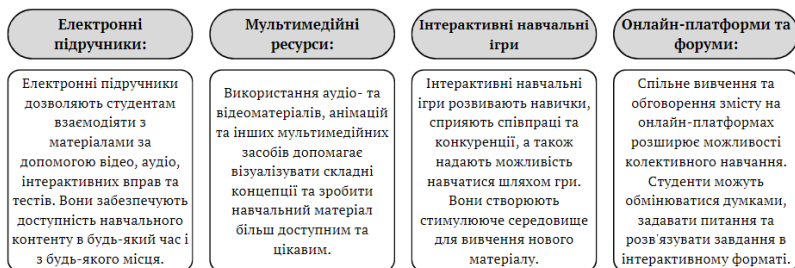 Електронні
підручники:
Електронні підручники
дозволяють студентам
взаємодіяти з
матеріалами за
допомогою відео, аудіо,
інтерактивних вправ та
тестів. Вони забезпечують
доступність навчального
контенту в будь-який час і
з будь-якого місця.
Мультимедійні
ресурси:
Використання аудіо- та
відеоматеріалів, анімацій
та інших мультимедійних
засобів допомагає
візуалізувати складні
концепції та зробити
навчальний матеріал
більш доступним та
цікавим.
Інтерактивні навчальні
ігри
Інтерактивні навчальні
ігри розвивають навички,
сприяють співпраці та
конкуренції, а також
надають можливість
навчатися шляхом гри.
Вони створюють
стимулююче середовище
для вивчення нового
матеріалу.
Онлайн-платформи та
форуми:
Спільне вивчення та
обговорення змісту на
онлайн-платформах
розширює можливості
колективного навчання.
Студенти можуть
обмінюватися думками,
задавати питання та
розв'язувати завдання в
інтерактивному форматі.